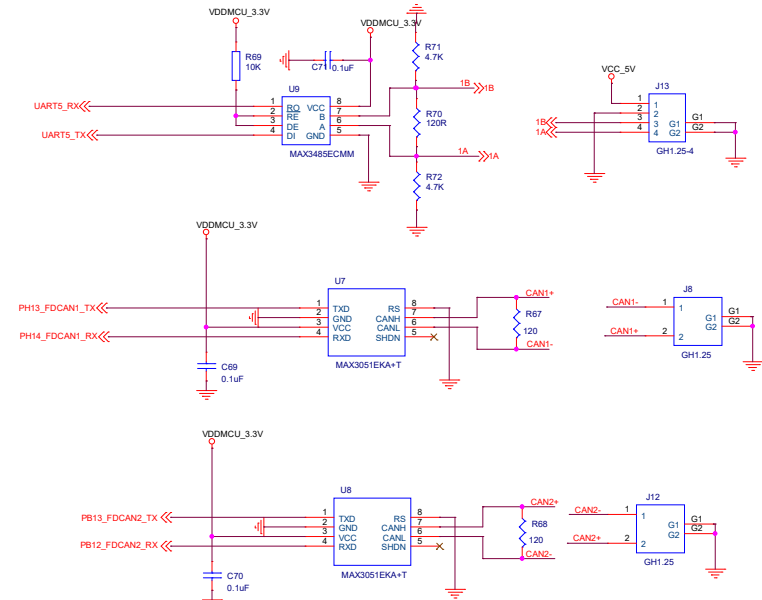 VDDMCU_3.3V
VDDMCU_3.3V
R69
10K
C71
0.1uF
R71
4.7K
U9
UART5_RX
1
2
3
4
RO
RE
DE
DI
VCC
B
A
GND
8
7
6
5
UART5_TX
MAX3485ECMM
1B
1B
R70
120R
1A
1A
R72
4.7K
VCC_5V
J13
1B
1A
1
2
3
4
1
2
3
4
G1
G2
G1
G2
GH1.25-4
VDDMCU_3.3V
U7
PH13_FDCAN1_TX
PH14_FDCAN1_RX
1
2
3
4
TXD
GND
VCC
RXD
RS
CANH
CANL
SHDN
8
7
6
5
MAX3051EKA+T
C69
0.1uF
CAN1+
R67
120
CAN1-
J8
CAN1-
CAN1+
1
2
1
2
G1
G2
G1
G2
GH1.25
VDDMCU_3.3V
U8
PB13_FDCAN2_TX
PB12_FDCAN2_RX
1
2
3
4
TXD
GND
VCC
RXD
RS
CANH
CANL
SHDN
8
7
6
5
MAX3051EKA+T
C70
0.1uF
CAN2+
R68
120
CAN2-
J12
CAN2-
CAN2+
1
2
1
2
G1
G2
G1
G2
GH1.25